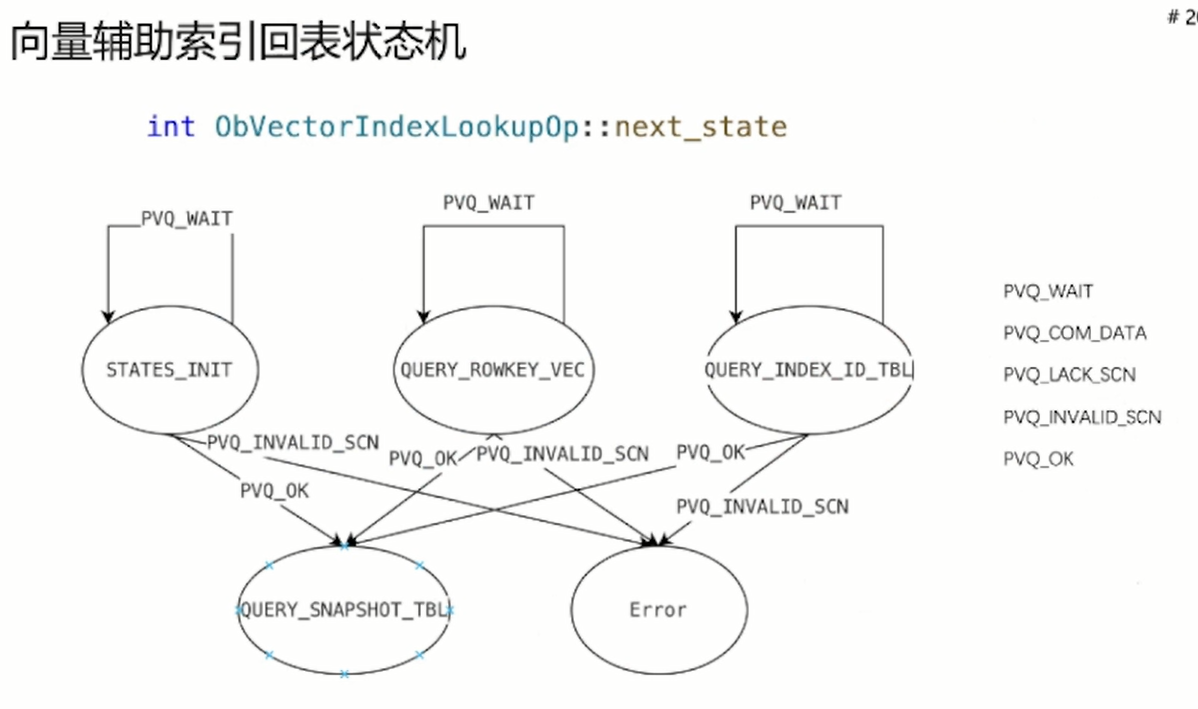 # 20
向量辅助索引回表状态机
int ObVectorIndexLookupOp::next_state
PVQ_WAIT
PVQ_WAIT
PVQ_WAIT
STATES_INIT
QUERY_ROWKEY_VEC
QUERY_INDEX_ID_TBL
PVQ_INVALID_SCN
PVQ_OK
PVQ_INVALID_SCN
PVQ_OK
PVQ_OK
PVQ_INVALID_SCN
QUERY_SNAPSHOT_TBL
Error
PVQ_WAIT
PVQ_COM_DATA
PVQ_LACK_SCN
PVQ_INVALID_SCN
PVQ_OK